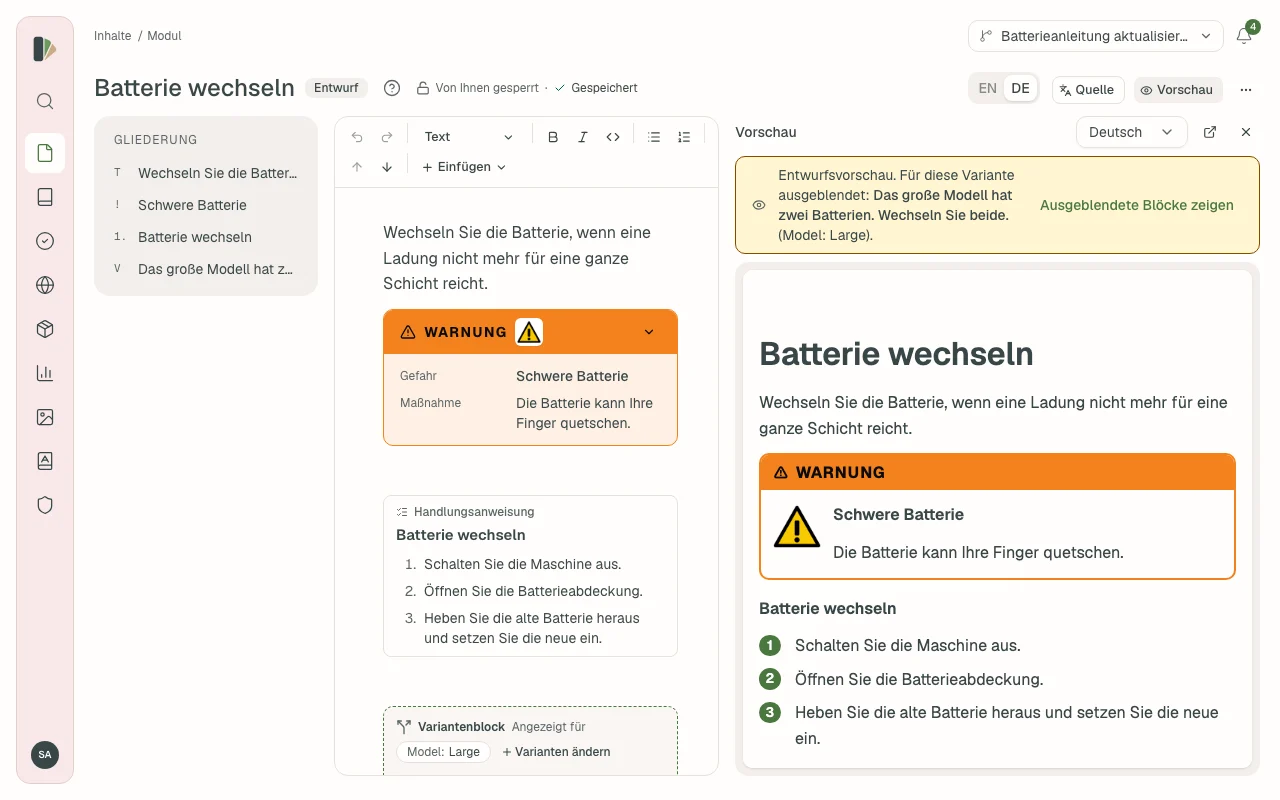 Inhalte / Modul
Batterieanleitung aktualisier...
4
Batterie wechseln
Entwurf
Von Ihnen gesperrt · Gespeichert
EN DE
Quelle
Vorschau
GLIEDERUNG
T Wechseln Sie die Batter...
! Schwere Batterie
1. Batterie wechseln
V Das große Modell hat z...
Text
+ Einfügen
Wechseln Sie die Batterie, wenn eine
Ladung nicht mehr für eine ganze
Schicht reicht.
WARNUNG
Gefahr Schwere Batterie
Maßnahme Die Batterie kann Ihre
Finger quetschen.
Handlungsanweisung
Batterie wechseln
1. Schalten Sie die Maschine aus.
2. Öffnen Sie die Batterieabdeckung.
3. Heben Sie die alte Batterie heraus
und setzen Sie die neue ein.
Variantenblock Angezeigt für
Model: Large + Varianten ändern
Vorschau
Deutsch
Entwurfsvorschau. Für diese Variante
ausgeblendet: Das große Modell hat
zwei Batterien. Wechseln Sie beide.
(Model: Large).
Ausgeblendete Blöcke zeigen
Batterie wechseln
Wechseln Sie die Batterie, wenn eine Ladung nicht mehr für eine
ganze Schicht reicht.
WARNUNG
Schwere Batterie
Die Batterie kann Ihre Finger quetschen.
Batterie wechseln
1 Schalten Sie die Maschine aus.
2 Öffnen Sie die Batterieabdeckung.
3 Heben Sie die alte Batterie heraus und setzen Sie die neue
ein.
SA